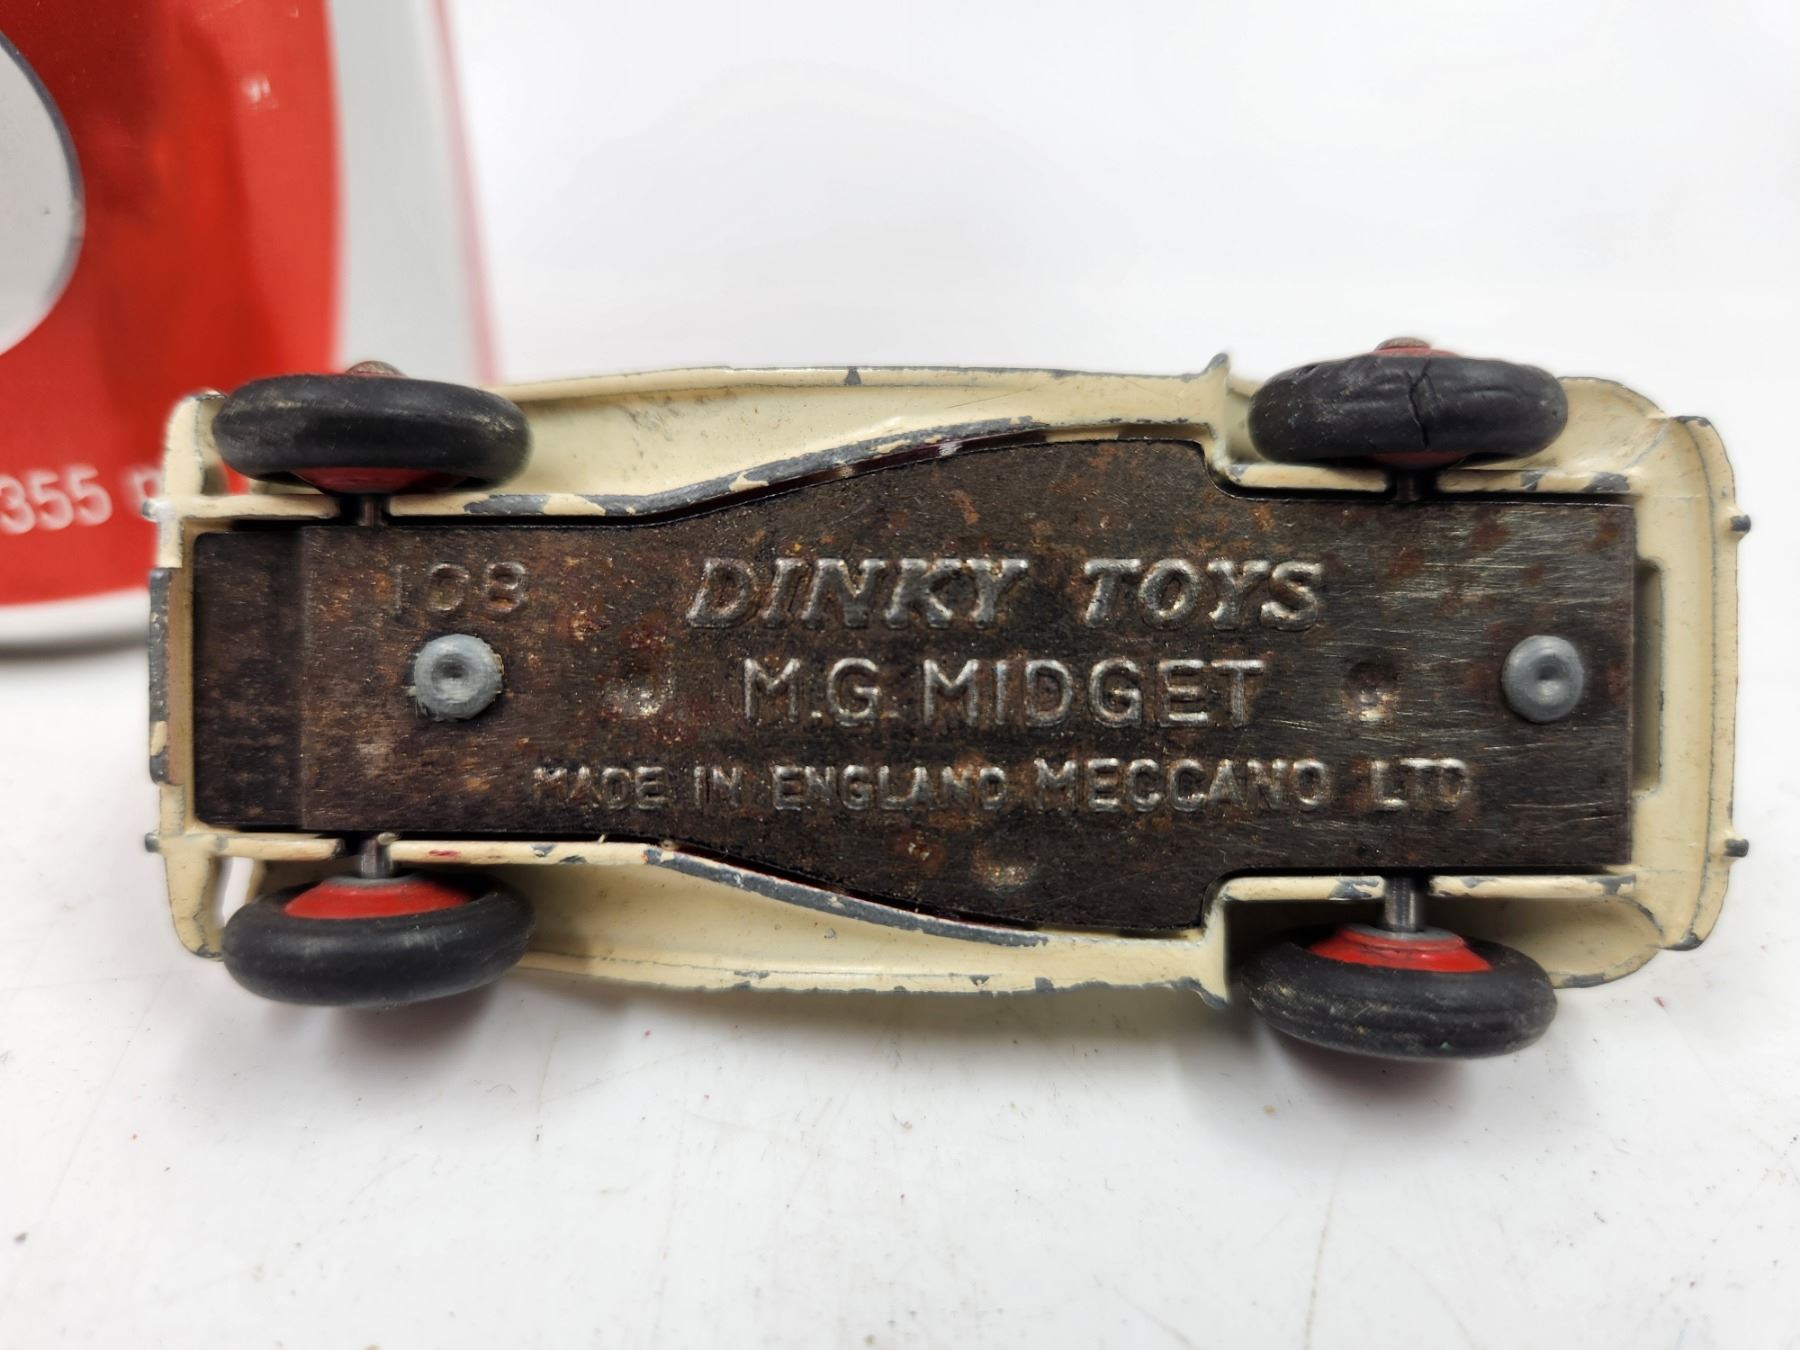 355
108
DINKY TOYS
M.G. MIDGET
MADE IN ENGLAND MECCANO LTD